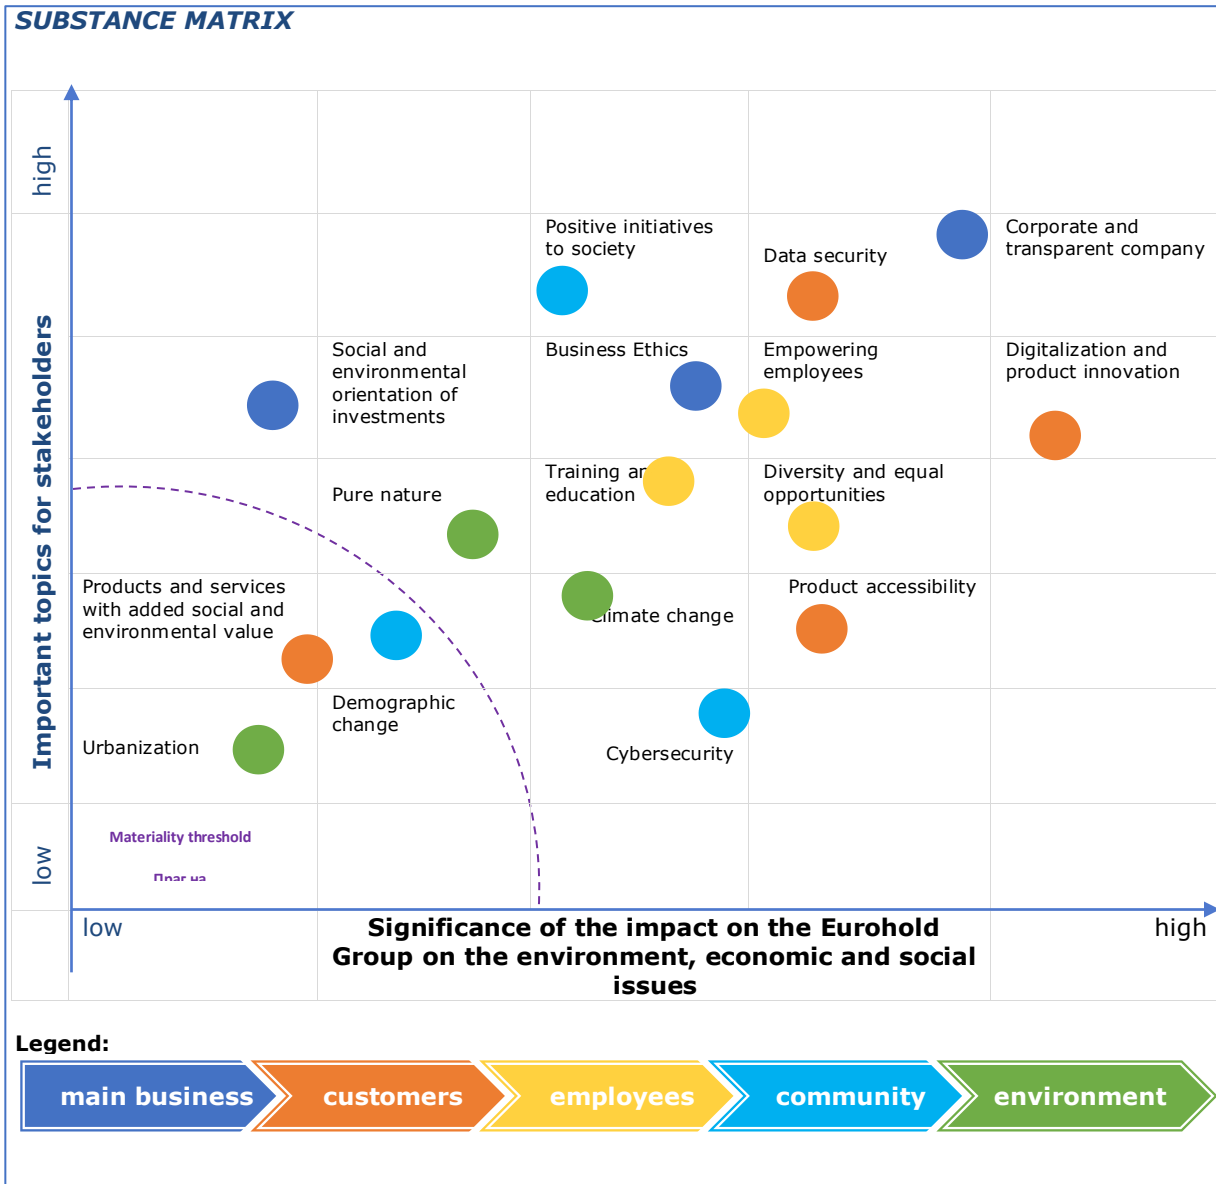 SUBSTANCE MATRIX
high
Important topics for stakeholders
low
Positive initiatives
to society
Data security
Corporate and
transparent company
Social and
environmental
orientation of
investments
Business Ethics
Empowering
employees
Digitalization and
product innovation
Pure nature
Training
education
Diversity and equal
opportunities
Products and services
with added social and
environmental value
Climate change
Product accessibility
Demographic
change
Urbanization
Cybersecurity
Materiality threshold
Праг на
low
Significance of the impact on the Eurohold
Group on the environment, economic and social
issues
high
Legend:
main business
customers
employees
community
environment